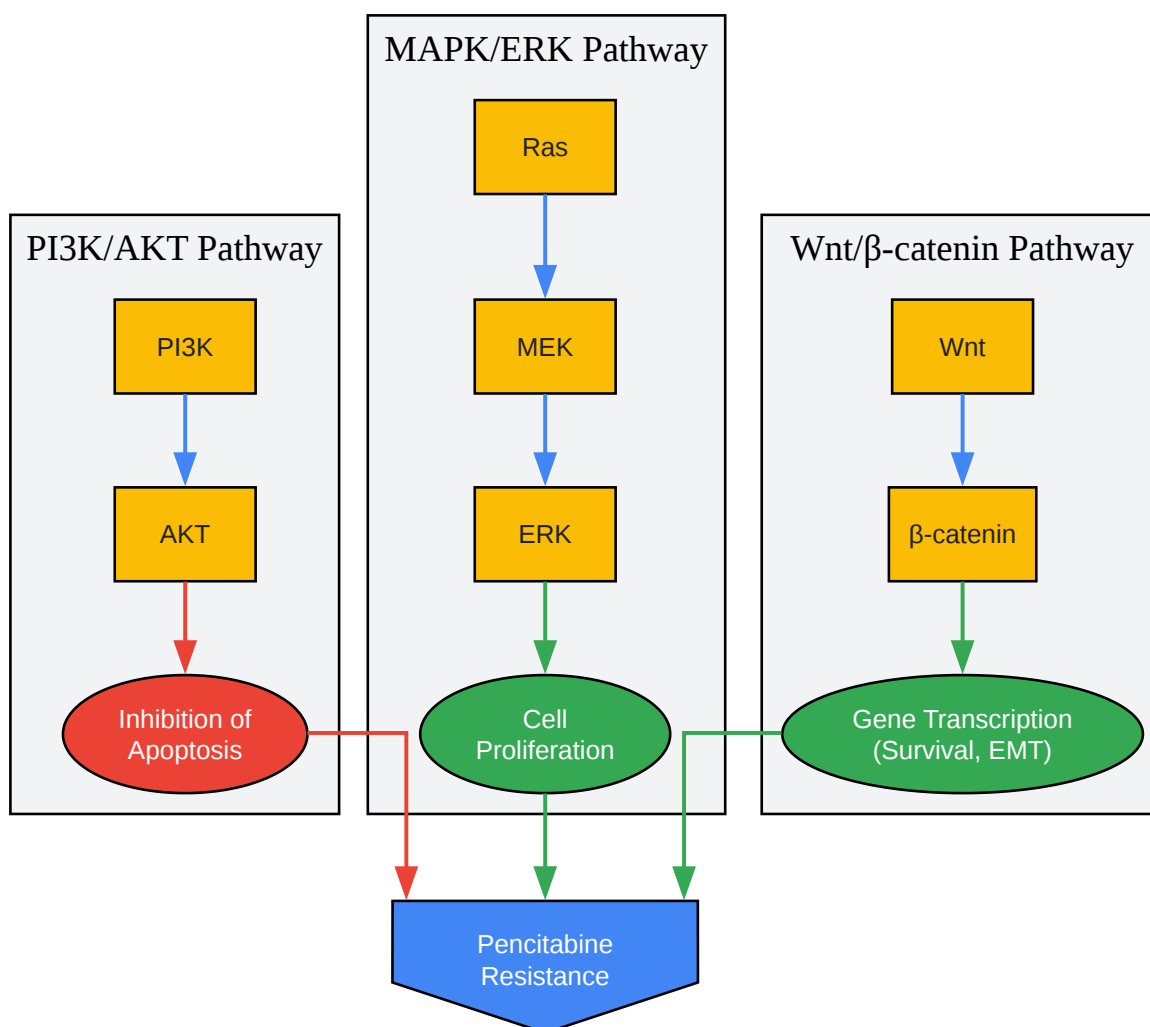 MAPK/ERK Pathway
Ras
PI3K/AKT Pathway
Wnt/β-catenin Pathway
PI3K
MEK
Wnt
AKT
ERK
β-catenin
Inhibition of
Apoptosis
Cell
Proliferation
Gene Transcription
(Survival, EMT)
Pencitabine
Resistance